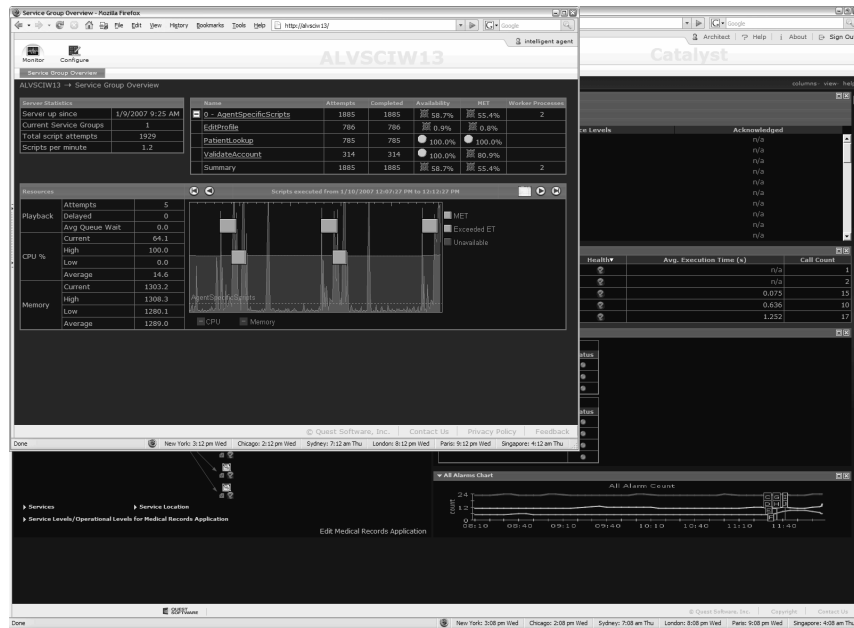 Service Group Overview - Mozilla Firefox
File Edit View History Bookmarks Tools Help http://alvsciw13/ Google
intelligent agent
Monitor Configure
ALVSCIW13
Service Group Overview
ALVSCIW13 → Service Group Overview
Server Statistics
Server up since 1/9/2007 9:25 AM
Current Service Groups 1
Total script attempts 1929
Scripts per minute 1.2
Name Attempts Completed Availability MET Worker Processes
0 - AgentSpecificScripts 1885 1885 58.7% 55.4% 2
EditProfile 786 786 0.9% 0.8%
PatientLookup 785 785 100.0% 100.0%
ValidateAccount 314 314 100.0% 80.9%
Summary 1885 1885 58.7% 55.4% 2
Resources
Scripts executed from 1/10/2007 12:07:27 PM to 12:12:27 PM
Playback
Attempts 5
Delayed 0
Avg Queue Wait 0.0
CPU %
Current 64.1
High 100.0
Low 0.0
Average 14.6
Memory
Current 1303.2
High 1308.3
Low 1280.1
Average 1289.0
MET
Exceeded ET
Unavailable
AgentSpecificScripts
CPU Memory
© Quest Software, Inc. Contact Us Privacy Policy Feedback
Done New York: 3:12 pm Wed Chicago: 2:12 pm Wed Sydney: 7:12 am Thu London: 8:12 pm Wed Paris: 9:12 pm Wed Singapore: 4:12 am Thu
Google
Architect Help About Sign Ou
Catalyst
columns view help
ce Levels Acknowledged
n/a
n/a
n/a
n/a
n/a
n/a
n/a
n/a
n/a
n/a
Health Avg. Execution Time (s) Call Count
n/a 1
n/a 2
0.075 15
0.636 10
1.252 17
atus
atus
Services
Service Location
Service Levels/Operational Levels for Medical Records Application
Edit Medical Records Application
All Alarms Chart
All Alarm Count
count
24
12
0
08:10 08:40 09:10 09:40 10:10 10:40 11:10 11:40
QUEST SOFTWARE
© Quest Software, Inc. Copyright Contact Us
Done New York: 3:08 pm Wed Chicago: 2:08 pm Wed Sydney: 7:08 am Thu London: 8:08 pm Wed Paris: 9:08 pm Wed Singapore: 4:08 am Thu